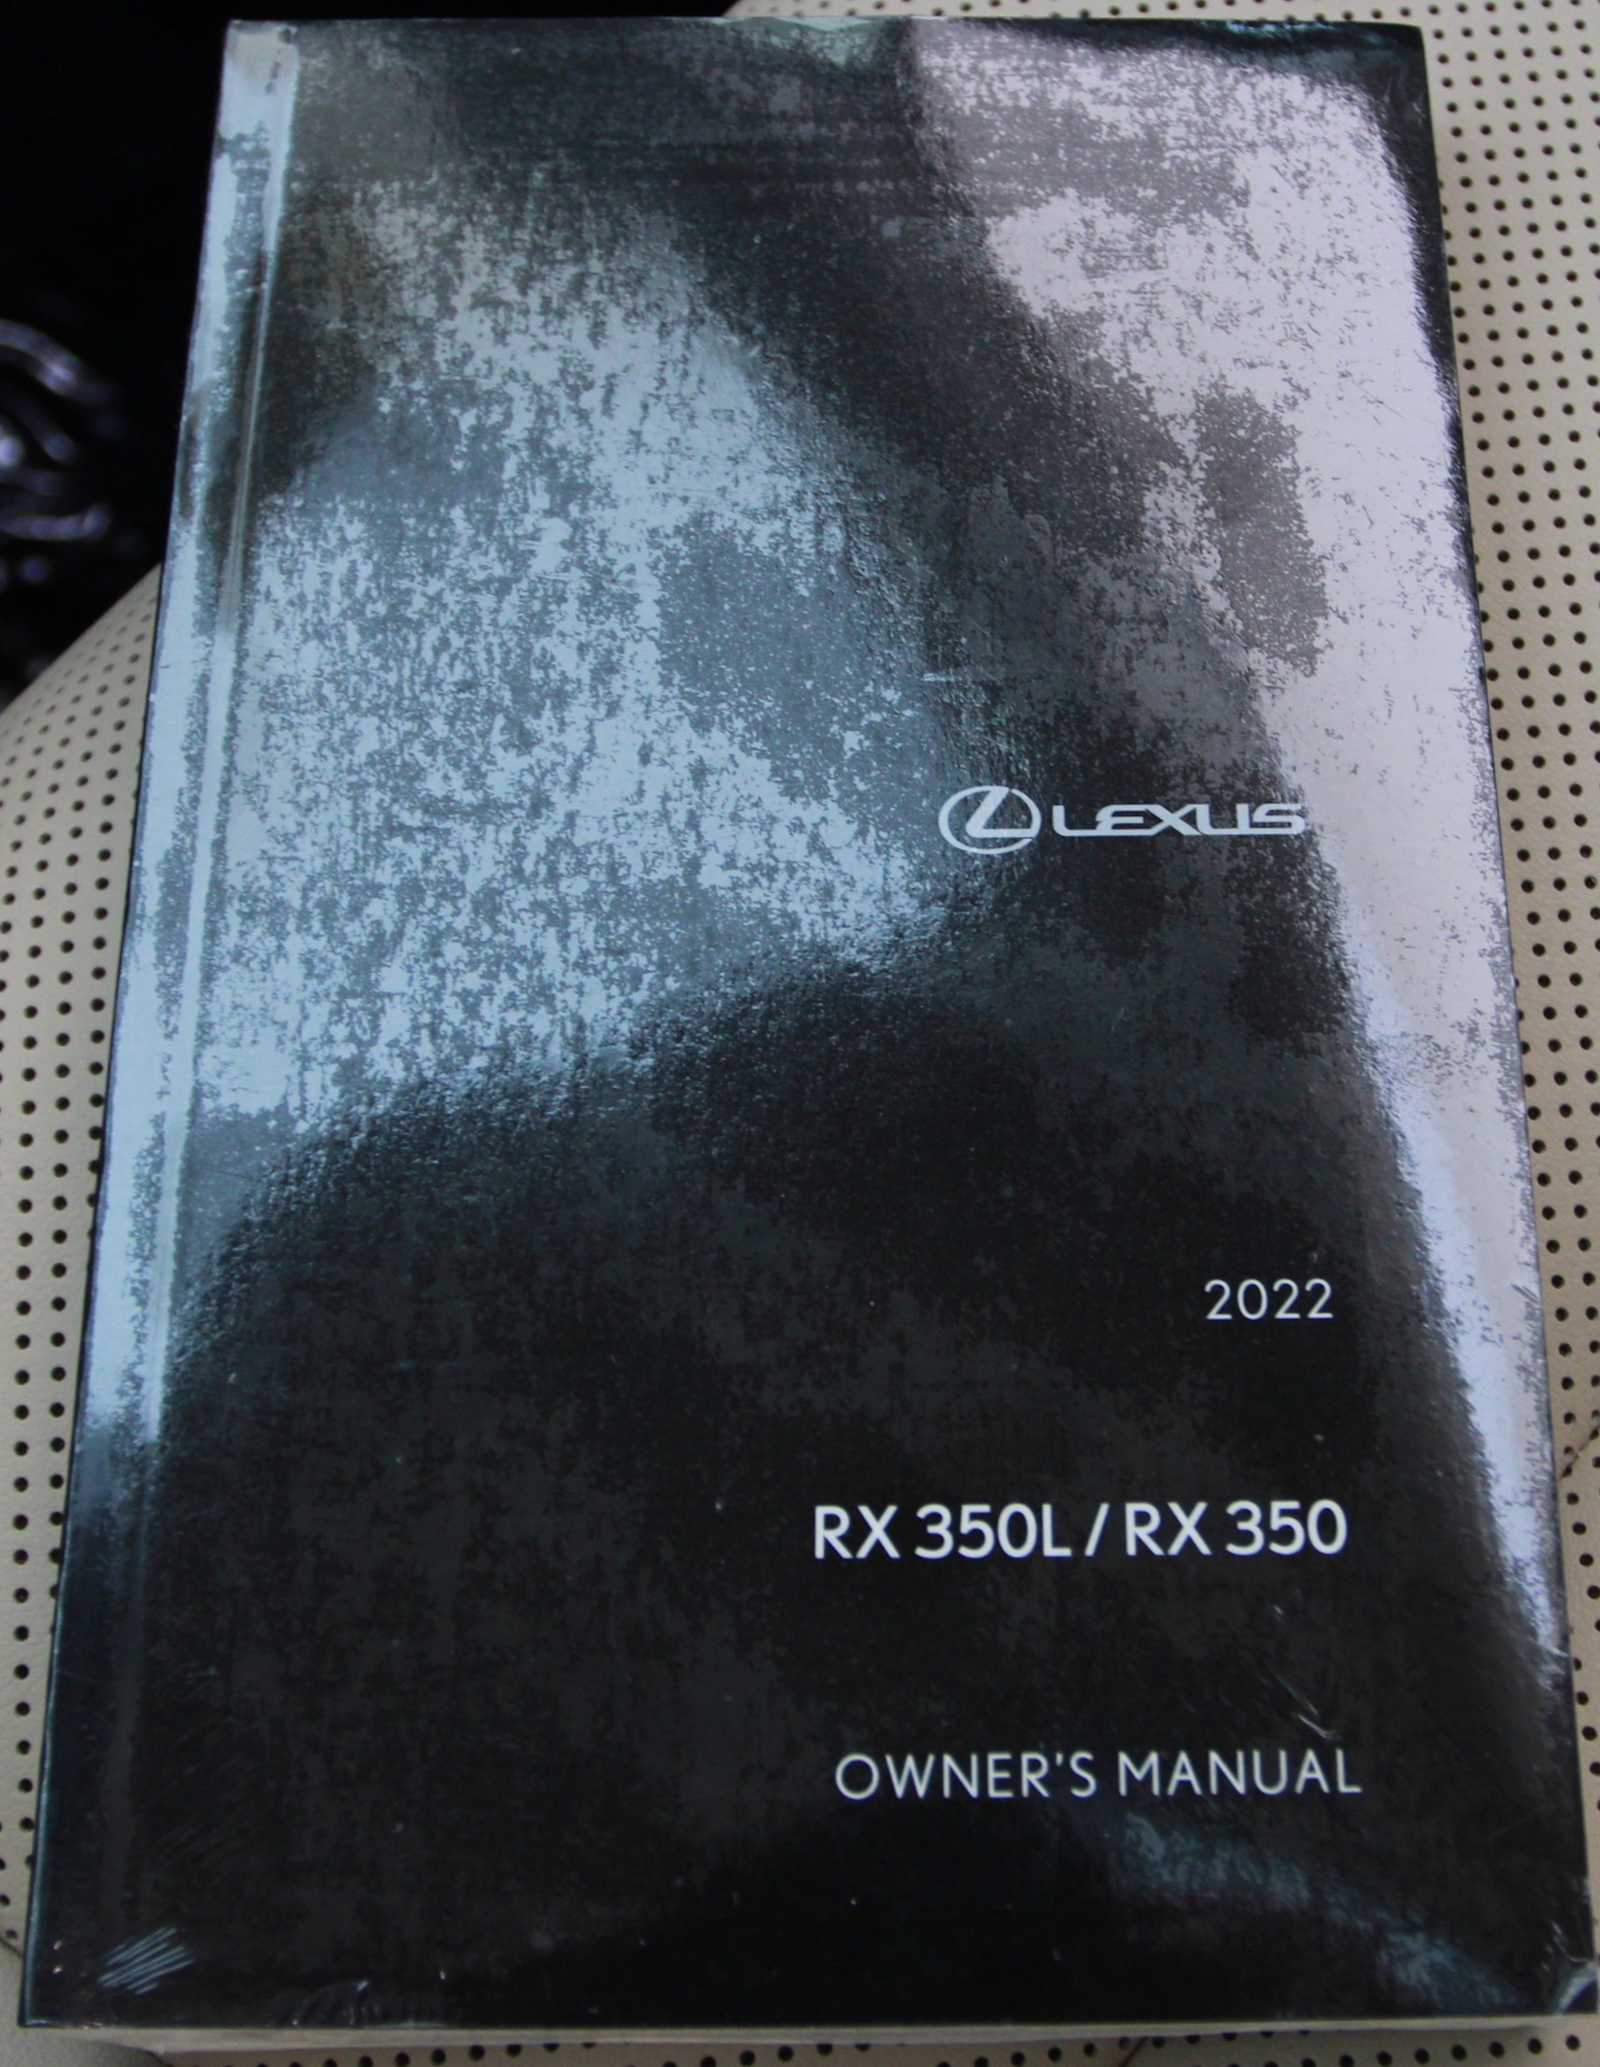 LEXUS
2022
RX 350L / RX 350
OWNER'S MANUAL